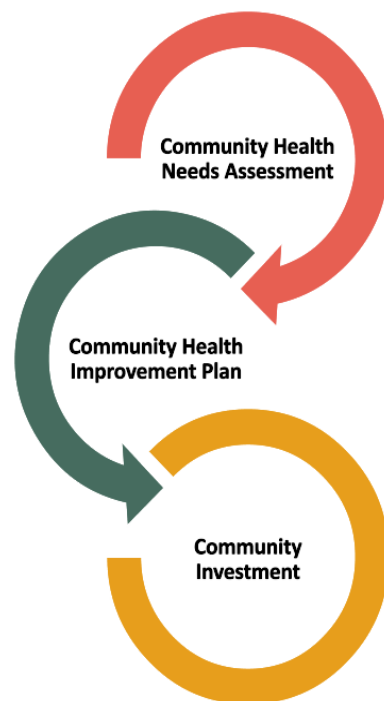 Community Health
Needs Assessment
Community Health
Improvement Plan
Community
Investment